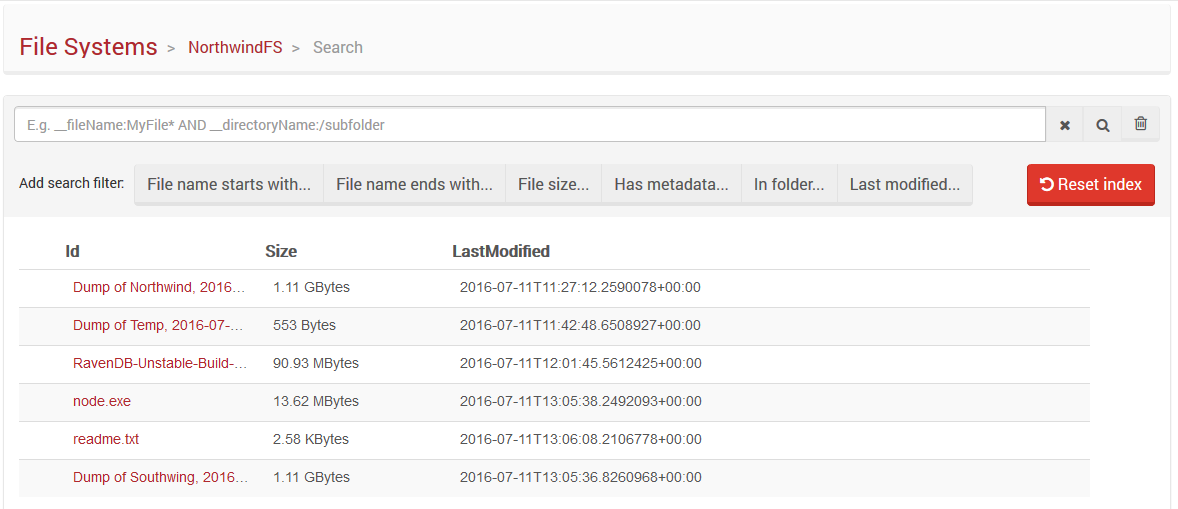 File Systems > NorthwindFS > Search
E.g. __fileName:MyFile* AND __directoryName:/subfolder
Add search filter: File name starts with... File name ends with... File size... Has metadata... In folder... Last modified... Reset index
Id Size LastModified
Dump of Northwind, 2016... 1.11 GBytes 2016-07-11T11:27:12.2590078+00:00
Dump of Temp, 2016-07-... 553 Bytes 2016-07-11T11:42:48.6508927+00:00
RavenDB-Unstable-Build-... 90.93 MBytes 2016-07-11T12:01:45.5612425+00:00
node.exe 13.62 MBytes 2016-07-11T13:05:38.2492093+00:00
readme.txt 2.58 KBytes 2016-07-11T13:06:08.2106778+00:00
Dump of Southwing, 2016... 1.11 GBytes 2016-07-11T13:05:36.8260968+00:00